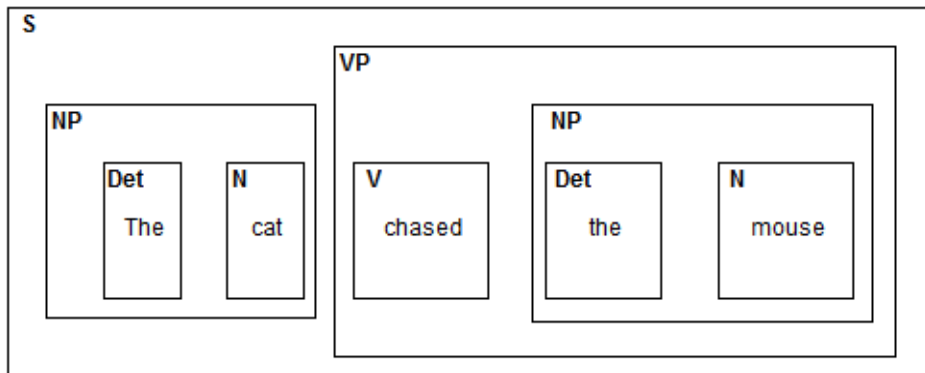 S
VP
NP NP
Det N V Det N
The cat chased the mouse